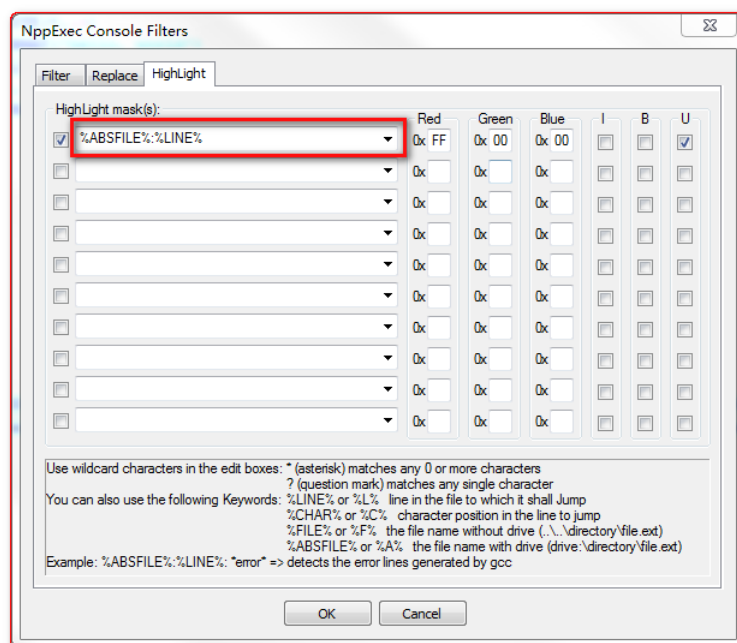 NppExec Console Filters
Filter Replace HighLight
HighLight mask(s): Red Green Blue I B U
%ABSFILE%:%LINE% 0x FF 0x 00 0x 00
0x 0x 0x
0x 0x 0x
0x 0x 0x
0x 0x 0x
0x 0x 0x
0x 0x 0x
0x 0x 0x
0x 0x 0x
0x 0x 0x
Use wildcard characters in the edit boxes: * (asterisk) matches any 0 or more characters
? (question mark) matches any single character
You can also use the following Keywords: %LINE% or %L% line in the file to which it shall Jump
%CHAR% or %C% character position in the line to jump
%FILE% or %F% the file name without drive (..\..\directory\file.ext)
%ABSFILE% or %A% the file name with drive (drive:\directory\file.ext)
Example: %ABSFILE%:%LINE%: *error* => detects the error lines generated by gcc
OK Cancel